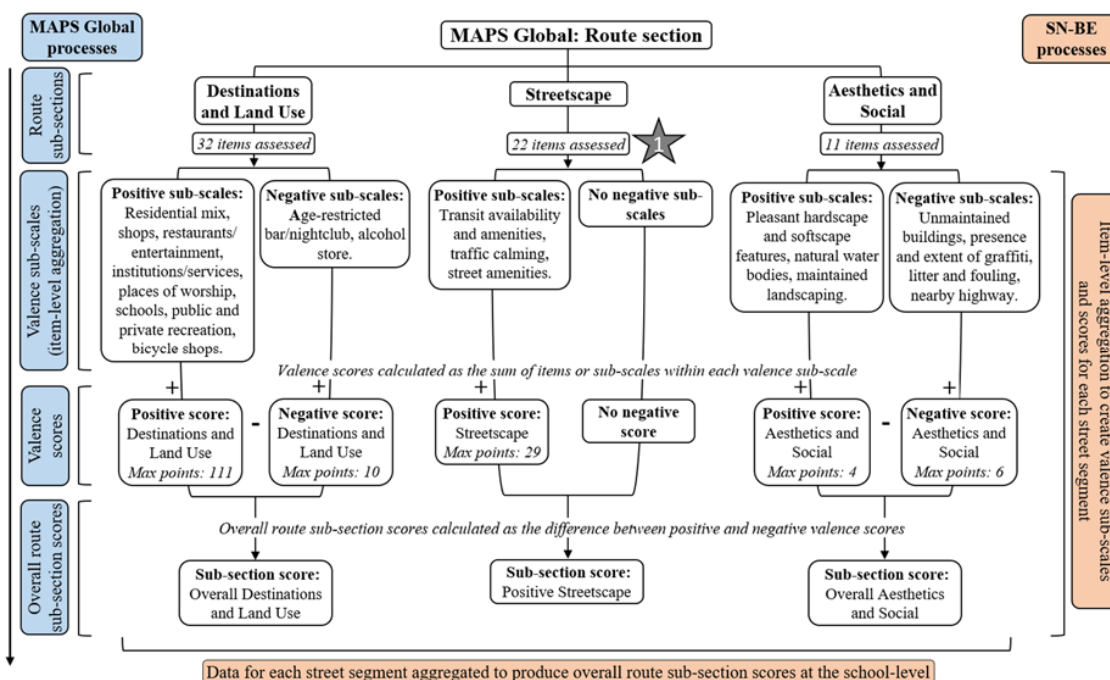 MAPS Global
processes
MAPS Global: Route section
SN-BE
processes
Route
sub-sections
Destinations
and Land Use
Streetscape
Aesthetics and
Social
32 items assessed
22 items assessed
1
11 items assessed
Valence sub-scales
(item-level aggregation)
Positive sub-scales:
Residential mix,
shops, restaurants/
entertainment,
institutions/services,
places of worship,
schools, public and
private recreation,
bicycle shops.
Negative sub-scales:
Age-restricted
bar/nightclub, alcohol
store.
Positive sub-scales:
Transit availability
and amenities,
traffic calming,
street amenities.
No negative sub-
scales
Positive sub-scales:
Pleasant hardscape
and softscape
features, natural water
bodies, maintained
landscaping.
Negative sub-scales:
Unmaintained
buildings, presence
and extent of graffiti,
litter and fouling,
nearby highway.
Item-level aggregation to create valence sub-scales
and scores for each street segment
Valence scores calculated as the sum of items or sub-scales within each valence sub-scale
+ + + + +
Valence
scores
Positive score:
Destinations and
Land Use
Max points: 111
-
Negative score:
Destinations and
Land Use
Max points: 10
Positive score:
Streetscape
Max points: 29
No negative
score
Positive score:
Aesthetics and
Social
Max points: 4
-
Negative score:
Aesthetics and
Social
Max points: 6
Overall route
sub-section scores
Overall route sub-section scores calculated as the difference between positive and negative valence scores
Sub-section score:
Overall Destinations
and Land Use
Sub-section score:
Positive Streetscape
Sub-section score:
Overall Aesthetics
and Social
Data for each street segment aggregated to produce overall route sub-section scores at the school-level